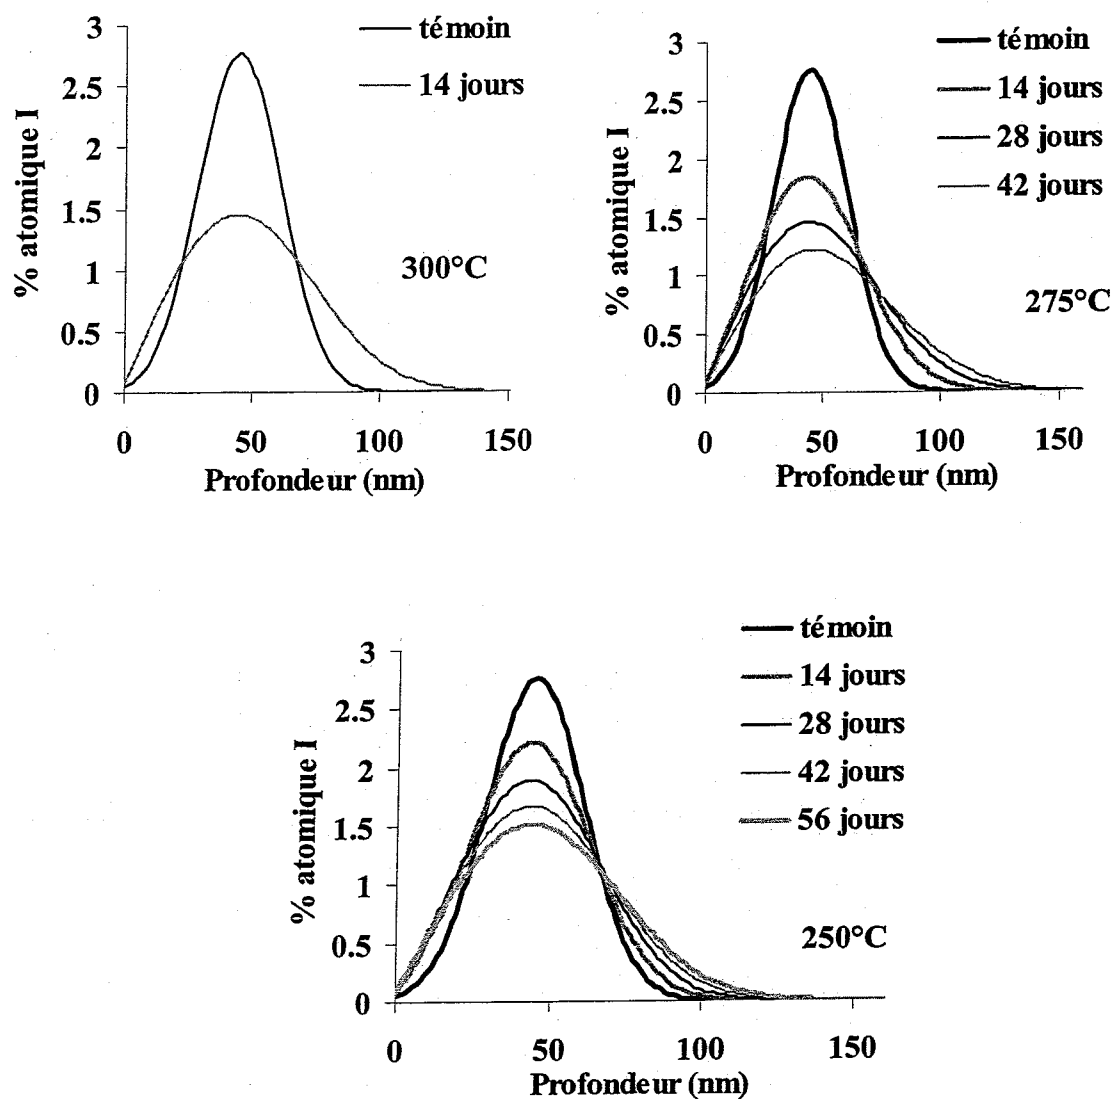 témoin
14 jours
% atomique I
3
2.5
2
1.5
1
0.5
0
300°C
0 50 100 150
Profondeur (nm)
témoin
14 jours
28 jours
42 jours
% atomique I
3
2.5
2
1.5
1
0.5
0
275°C
0 50 100 150
Profondeur (nm)
témoin
14 jours
28 jours
42 jours
56 jours
% atomique I
3
2.5
2
1.5
1
0.5
0
250°C
0 50 100 150
Profondeur (nm)